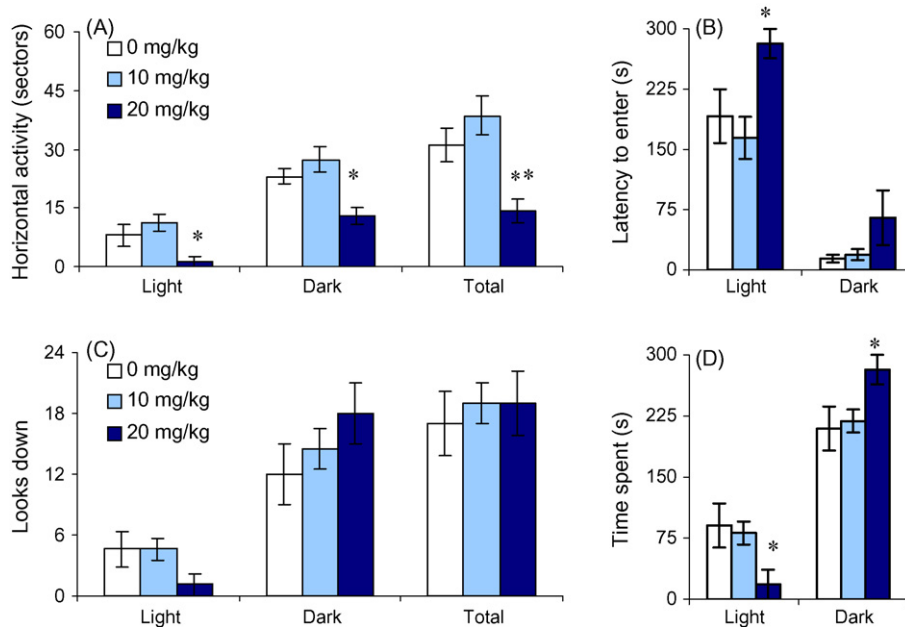 (A)
Horizontal activity (sectors)
60
45
30
15
0
0 mg/kg
10 mg/kg
20 mg/kg
*
*
**
Light Dark Total
(B)
Latency to enter (s)
300
225
150
75
0
*
Light Dark
(C)
Looks down
24
18
12
6
0
0 mg/kg
10 mg/kg
20 mg/kg
Light Dark Total
(D)
Time spent (s)
300
225
150
75
0
*
*
Light Dark